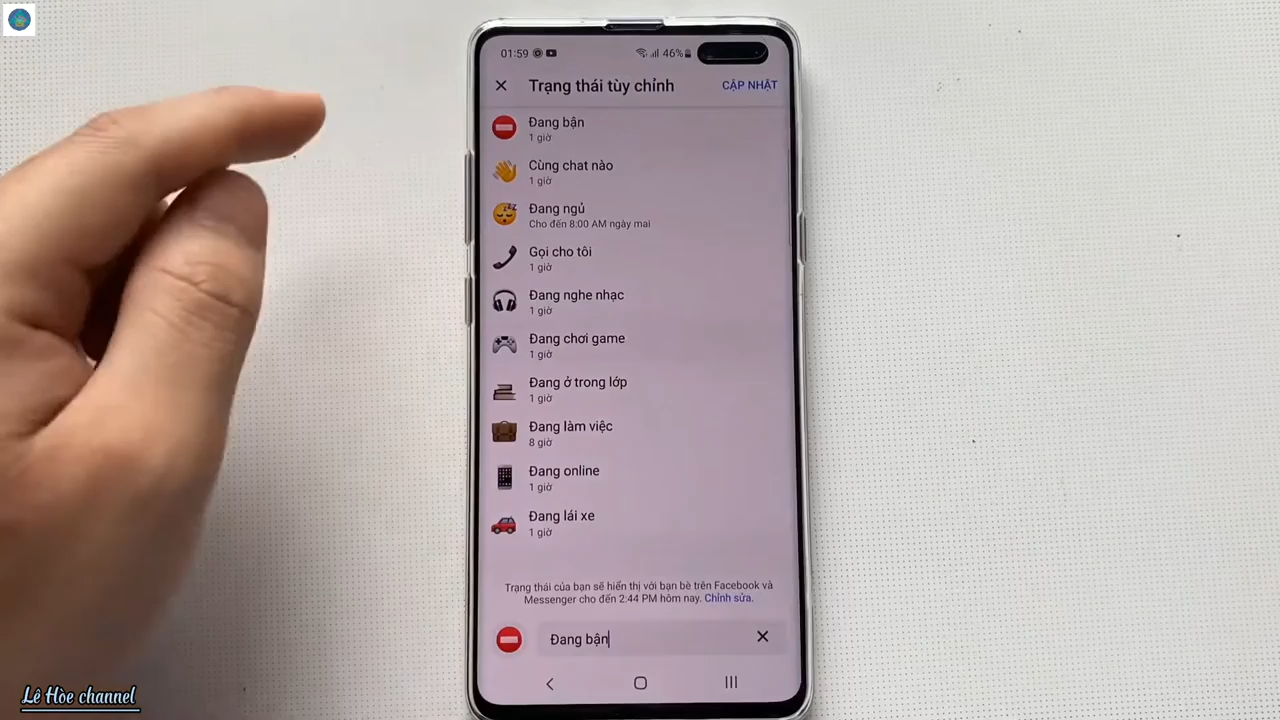 01:59
46%
Trạng thái tùy chỉnh
CẬP NHẬT
Đang bận
1 giờ
Cùng chat nào
1 giờ
Đang ngủ
Cho đến 8:00 AM ngày mai
Gọi cho tôi
1 giờ
Đang nghe nhạc
1 giờ
Đang chơi game
1 giờ
Đang ở trong lớp
1 giờ
Đang làm việc
8 giờ
Đang online
1 giờ
Đang lái xe
1 giờ
Trạng thái của bạn sẽ hiển thị với bạn bè trên Facebook và
Messenger cho đến 2:44 PM hôm nay. Chỉnh sửa.
Đang bận
Lê Hòe channel